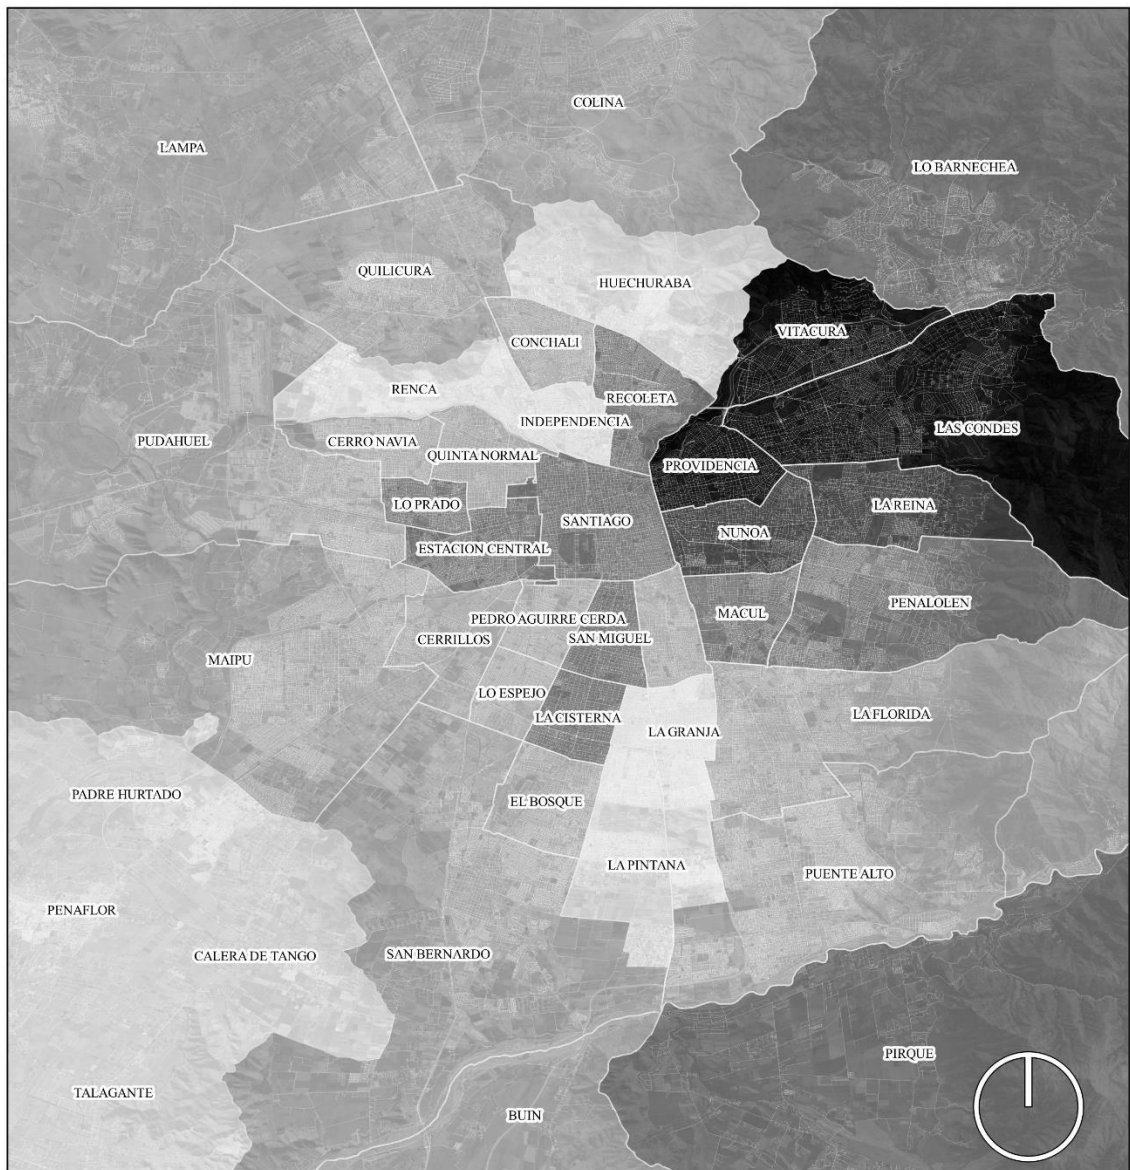 COLINA
LAMPA
LO BARNECHEA
QUILICURA
HUECHURABA
VITACURA
CONCHALI
RENCA
RECOLETA
INDEPENDENCIA
LAS CONDES
PUDAHUEL
CERRO NAVIA
QUINTA NORMAL
PROVIDENCIA
LO PRADO
LA REINA
SANTIAGO
NUNOA
ESTACION CENTRAL
PENALOLEN
MACUL
PEDRO AGUIRRE CERDA
CERRILLOS
SAN MIGUEL
MAIPU
LO ESPEJO
LA CISTERNA
LA FLORIDA
LA GRANJA
PADRE HURTADO
EL BOSQUE
LA PINTANA
PUENTE ALTO
PENAFLOR
CALERA DE TANGO
SAN BERNARDO
PIRQUE
TALAGANTE
BUIN